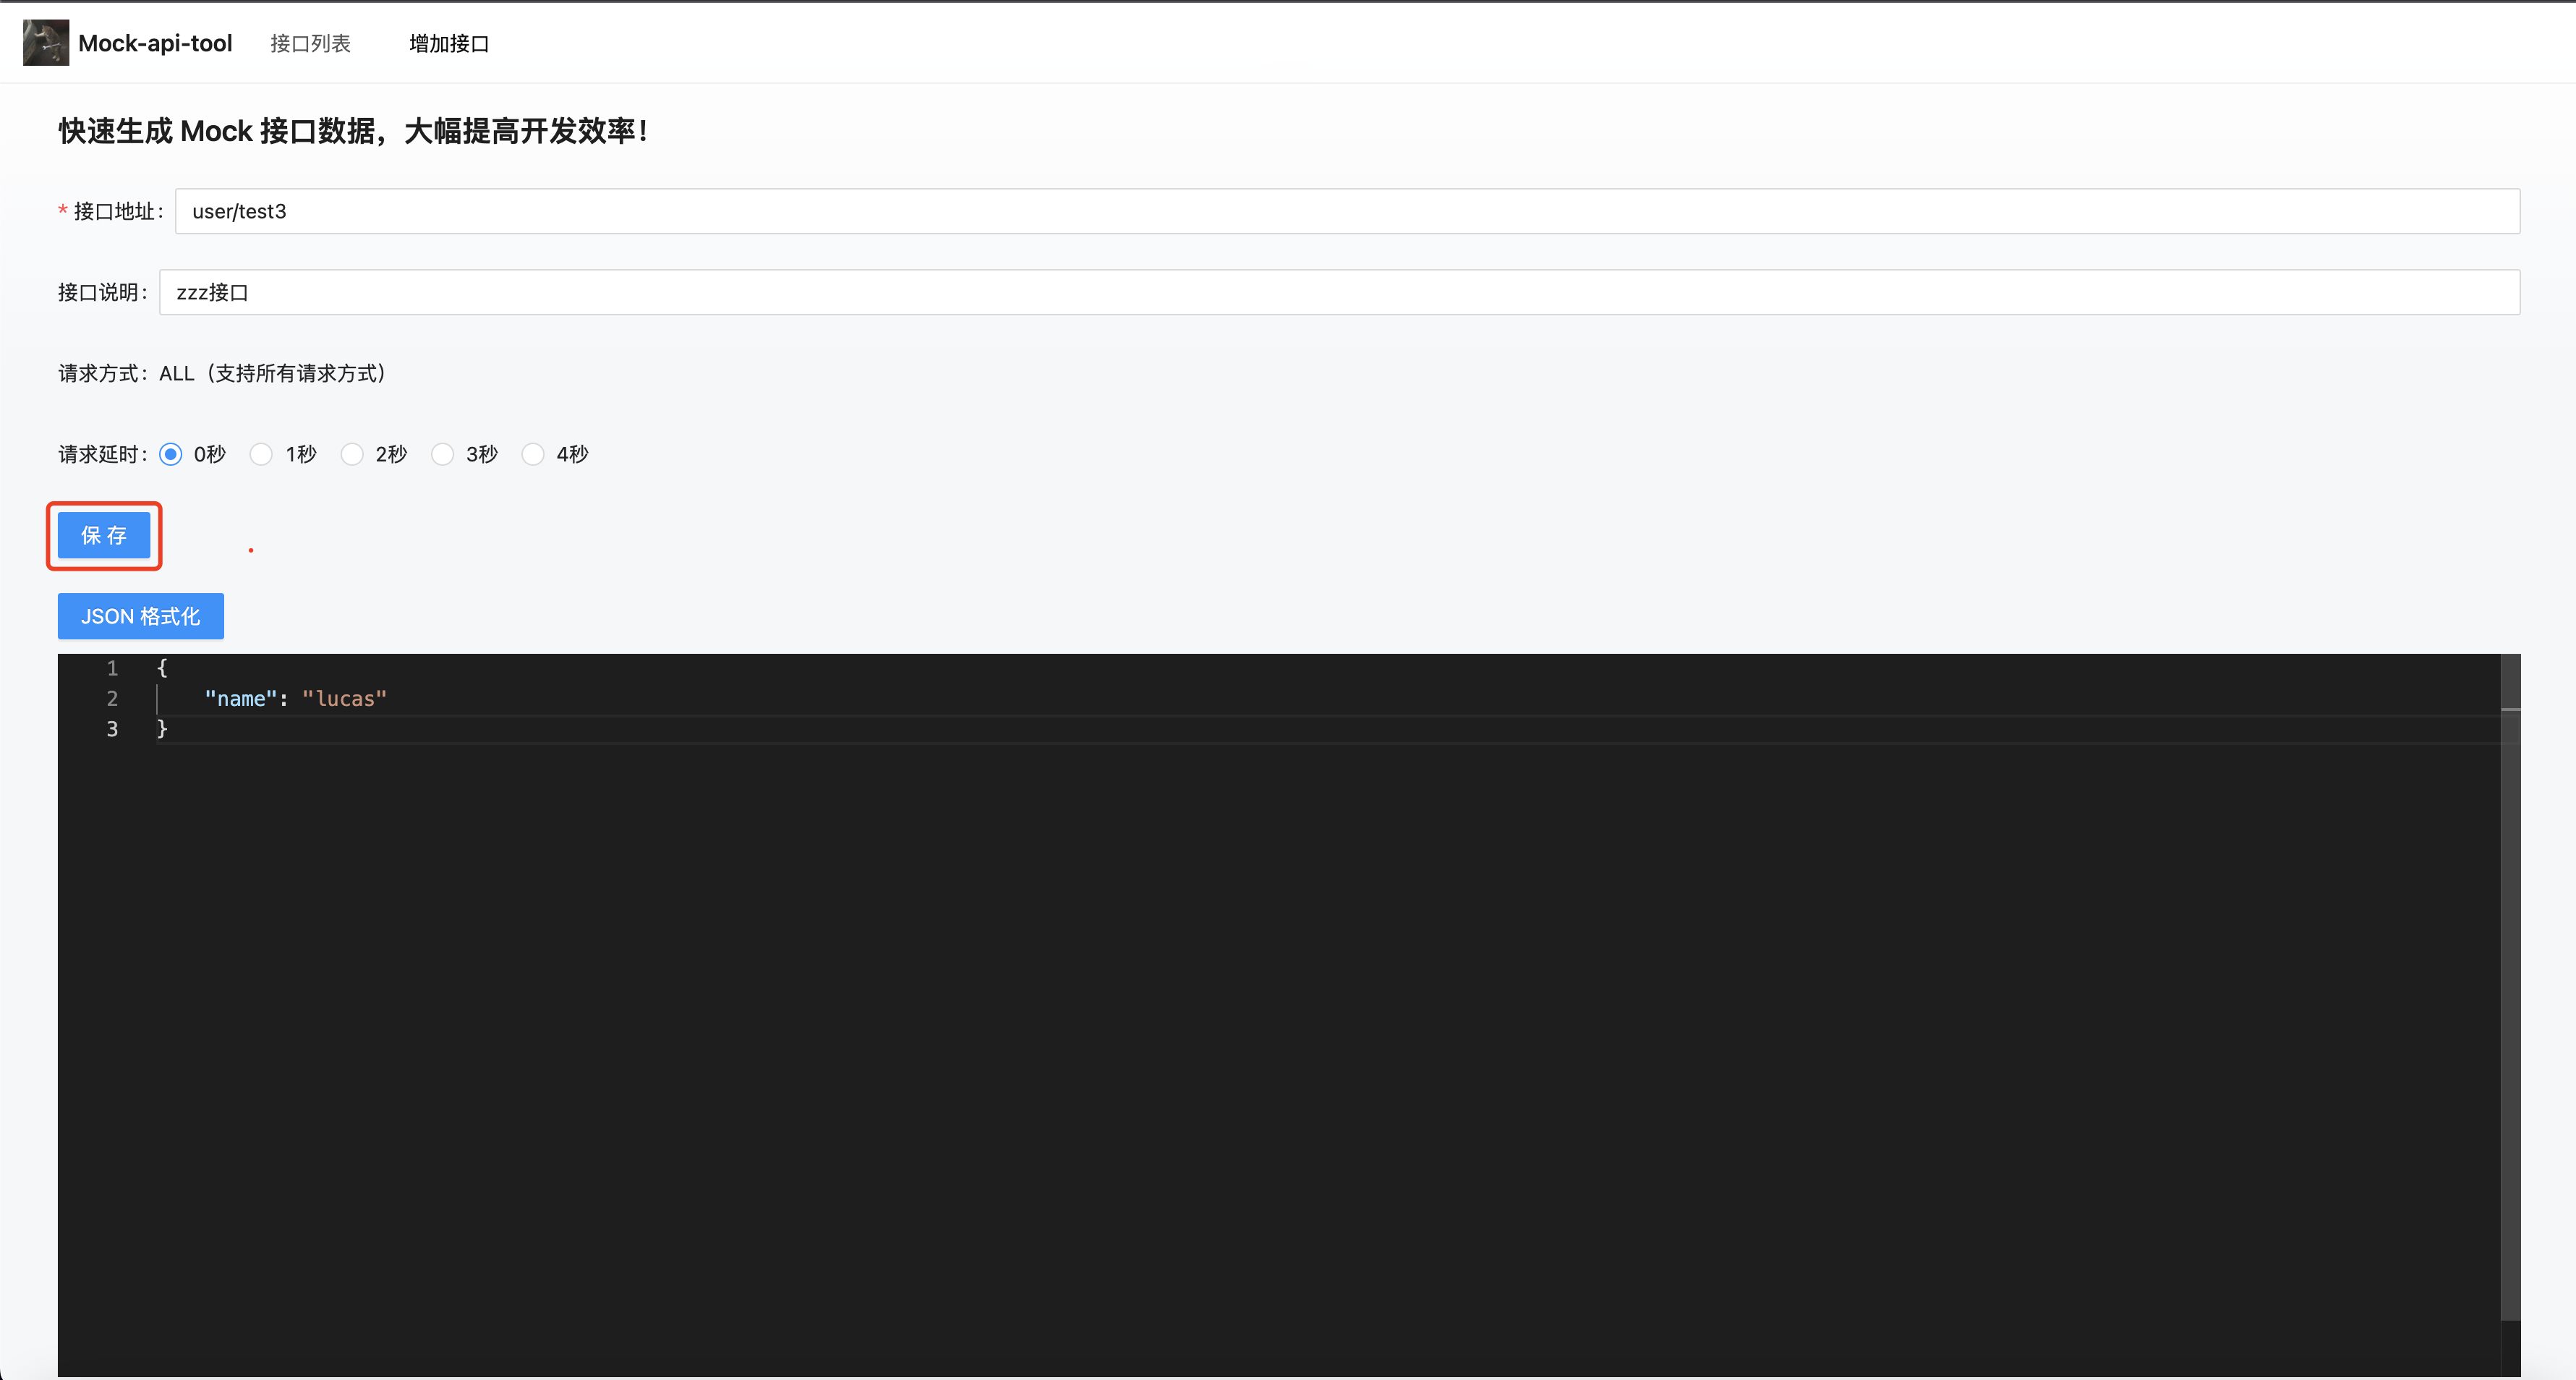 Mock-api-tool 接口列表 增加接口
快速生成 Mock 接口数据，大幅提高开发效率！
* 接口地址： user/test3
接口说明： zzz接口
请求方式： ALL（支持所有请求方式）
请求延时： 0秒 1秒 2秒 3秒 4秒
保 存
JSON 格式化
1 {
2 "name": "lucas"
3 }